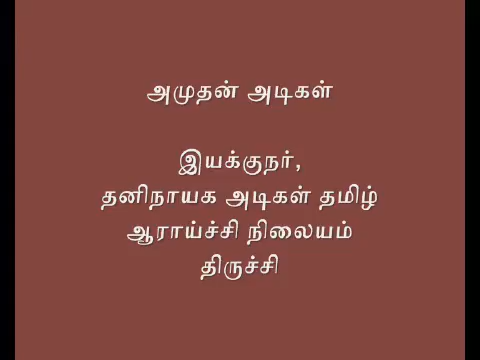 அமுதன் அடிகள்
இயக்குநர்,
தனிநாயக அடிகள் தமிழ்
ஆராய்ச்சி நிலையம்
திருச்சி